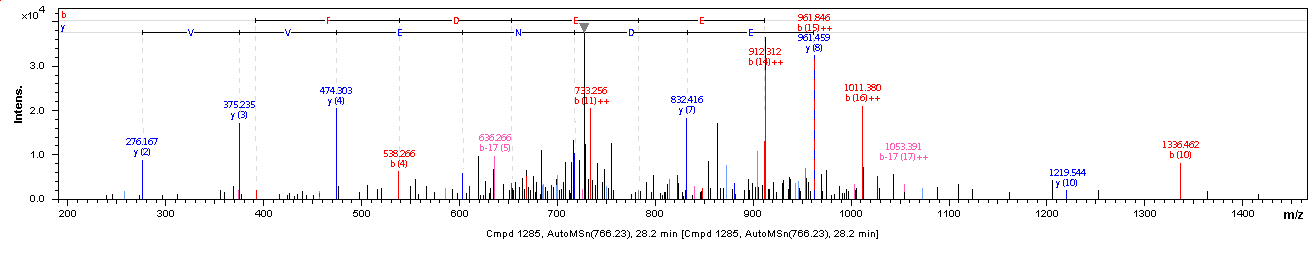 x10⁴
b
F D E E
y
V V E N D E
961.846
b (15)++
961.459
y (8)
912.312
b (14)++
3.0
733.256
b (11)++
1011.380
b (16)++
474.303
y (4)
375.235
y (3)
832.416
y (7)
2.0
Intens.
276.167
y (2)
636.266
b-17 (5)
538.266
b (4)
1053.391
b-17 (17)++
1336.462
b (10)
1219.544
y (10)
1.0
0.0
200 300 400 500 600 700 800 900 1000 1100 1200 1300 1400 m/z
Cmpd 1285, AutoMSn(766.23), 28.2 min [Cmpd 1285, AutoMSn(766.23), 28.2 min]